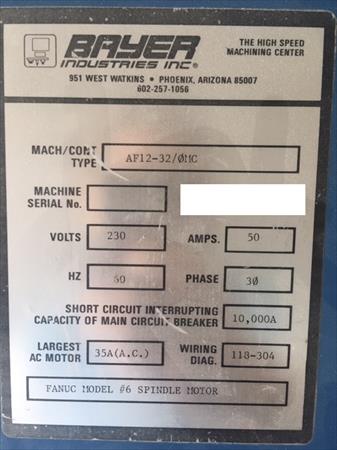 BAYER
INDUSTRIES INC®
THE HIGH SPEED
MACHINING CENTER
951 WEST WATKINS • PHOENIX, ARIZONA 85007
602-257-1056
MACH/CONT TYPE AF12-32/ØMC
MACHINE SERIAL No.
VOLTS 230 AMPS. 50
HZ 60 PHASE 3Ø
SHORT CIRCUIT INTERRUPTING
CAPACITY OF MAIN CIRCUIT BREAKER 10,000A
LARGEST AC MOTOR 35A(A.C.) WIRING DIAG. 118-304
FANUC MODEL #6 SPINDLE MOTOR